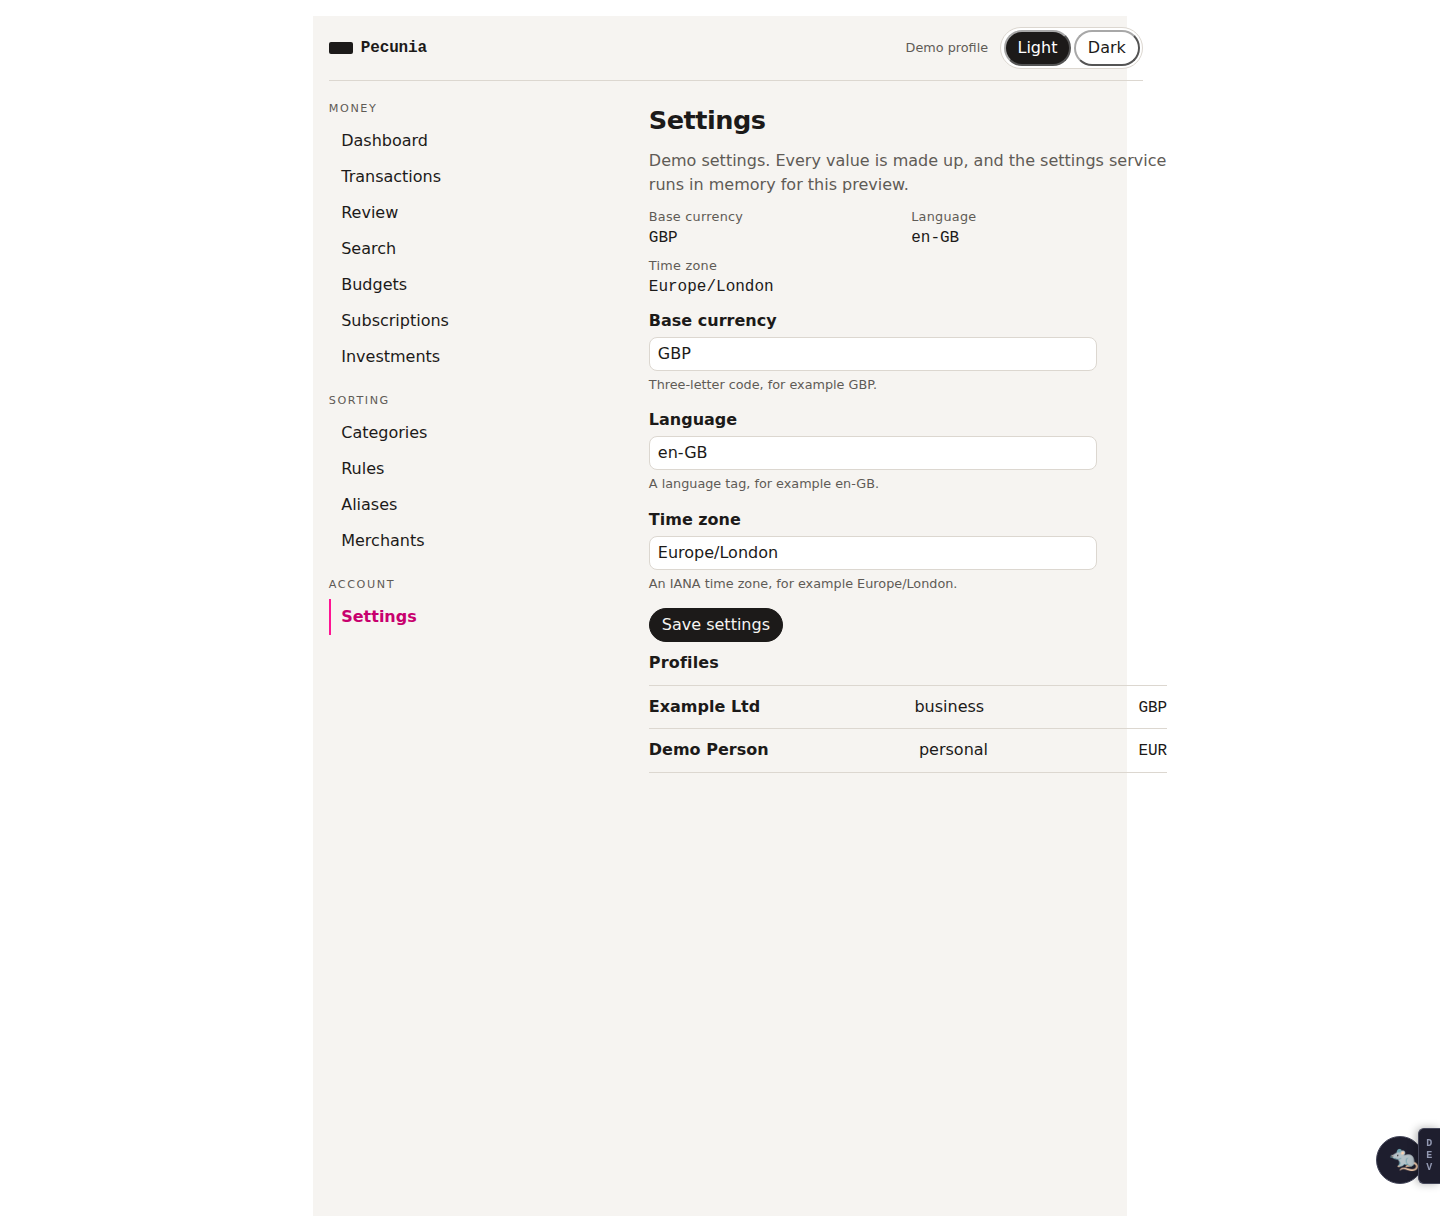 Pecunia
Demo profile
Light
Dark
MONEY
Dashboard
Transactions
Review
Search
Budgets
Subscriptions
Investments
SORTING
Categories
Rules
Aliases
Merchants
ACCOUNT
Settings
Settings
Demo settings. Every value is made up, and the settings service
runs in memory for this preview.
Base currency
GBP
Language
en-GB
Time zone
Europe/London
Base currency
GBP
Three-letter code, for example GBP.
Language
en-GB
A language tag, for example en-GB.
Time zone
Europe/London
An IANA time zone, for example Europe/London.
Save settings
Profiles
Example Ltd business GBP
Demo Person personal EUR
DEV